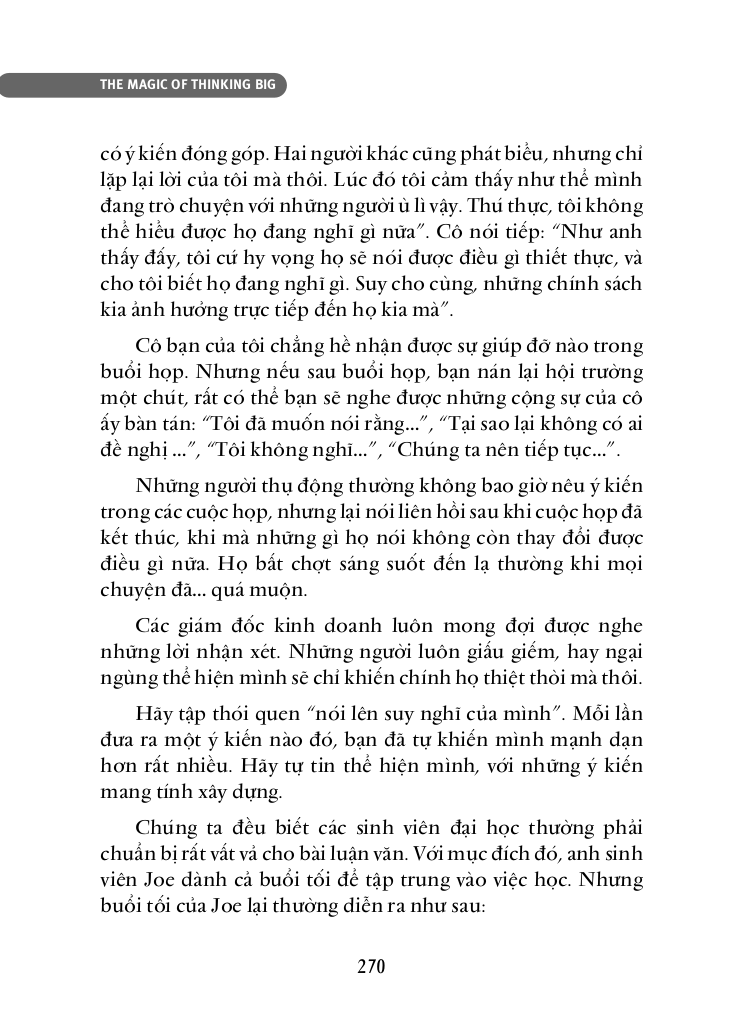 THE MAGIC OF THINKING BIG
có ý kiến đóng góp. Hai người khác cũng phát biểu, nhưng chỉ
lặp lại lời của tôi mà thôi. Lúc đó tôi cảm thấy như thể mình
đang trò chuyện với những người ù lì vậy. Thú thực, tôi không
thể hiểu được họ đang nghĩ gì nữa”. Cô nói tiếp: “Như anh
thấy đấy, tôi cứ hy vọng họ sẽ nói được điều gì thiết thực, và
cho tôi biết họ đang nghĩ gì. Suy cho cùng, những chính sách
kia ảnh hưởng trực tiếp đến họ kia mà”.
Cô bạn của tôi chẳng hề nhận được sự giúp đỡ nào trong
buổi họp. Nhưng nếu sau buổi họp, bạn nán lại hội trường
một chút, rất có thể bạn sẽ nghe được những cộng sự của cô
ấy bàn tán: “Tôi đã muốn nói rằng...”, “Tại sao lại không có ai
đề nghị ...”, “Tôi không nghĩ...”, “Chúng ta nên tiếp tục...”.
Những người thụ động thường không bao giờ nêu ý kiến
trong các cuộc họp, nhưng lại nói liên hồi sau khi cuộc họp đã
kết thúc, khi mà những gì họ nói không còn thay đổi được
điều gì nữa. Họ bất chợt sáng suốt đến lạ thường khi mọi
chuyện đã... quá muộn.
Các giám đốc kinh doanh luôn mong đợi được nghe
những lời nhận xét. Những người luôn giấu giếm, hay ngại
ngùng thể hiện mình sẽ chỉ khiến chính họ thiệt thòi mà thôi.
Hãy tập thói quen “nói lên suy nghĩ của mình”. Mỗi lần
đưa ra một ý kiến nào đó, bạn đã tự khiến mình mạnh dạn
hơn rất nhiều. Hãy tự tin thể hiện mình, với những ý kiến
mang tính xây dựng.
Chúng ta đều biết các sinh viên đại học thường phải
chuẩn bị rất vất vả cho bài luận văn. Với mục đích đó, anh sinh
viên Joe dành cả buổi tối để tập trung vào việc học. Nhưng
buổi tối của Joe lại thường diễn ra như sau:
270